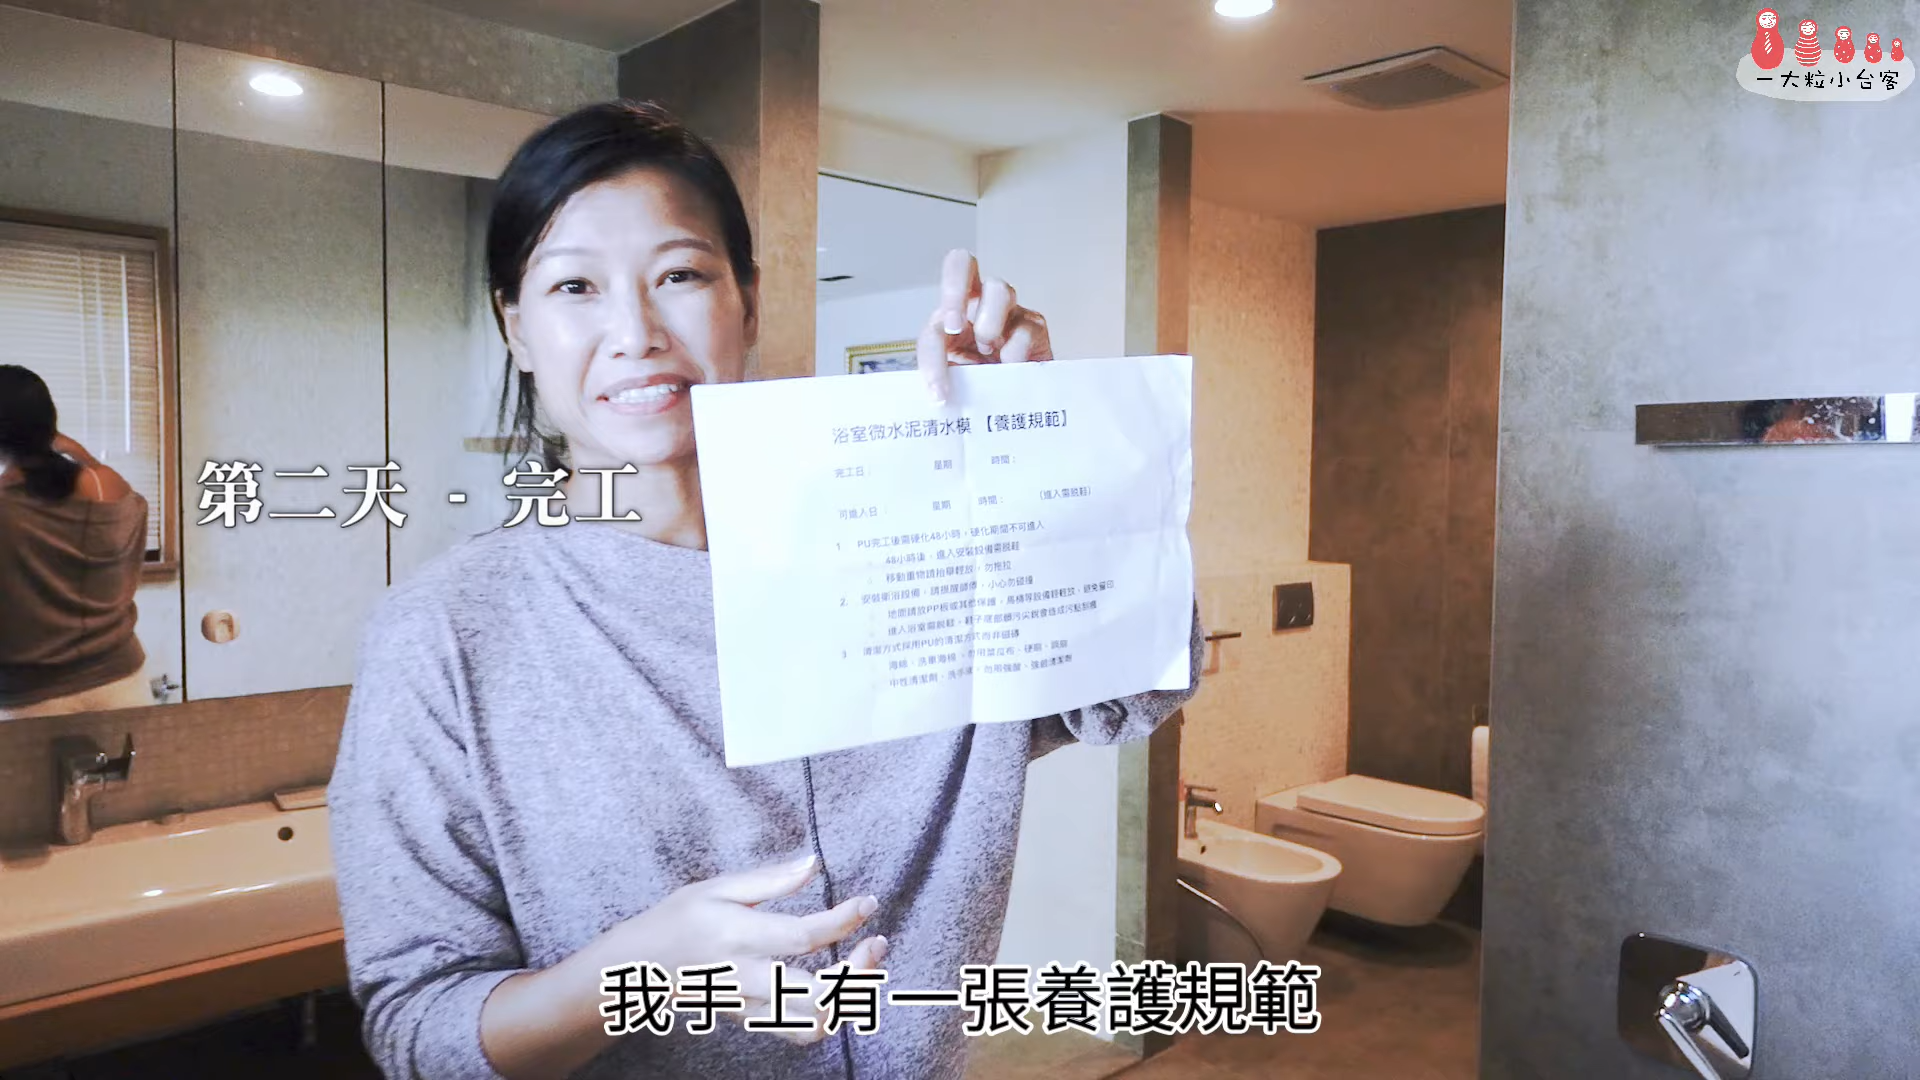 一大粒小台客
浴室微水泥清水模 【養護規範】
完工日： 星期 時間：
可進入日： 星期 時間： （進入需脫鞋）
1 PU完工後需硬化48小時，硬化期間不可進入
48小時後，進入安裝設備需脫鞋
移動重物請抬舉輕放，勿拖拉
2. 安裝衛浴設備，請提醒師傅，小心勿碰撞
地面請放PP板或其他保護，馬桶等設備輕輕放，避免留印
進入浴室需脫鞋，鞋子底部髒污尖銳會造成污點刮痕
3 清潔方式採用PU的清潔方式而非磁磚
海綿、洗車海棉，勿用菜瓜布、硬刷、鋼刷
中性清潔劑、洗手乳，勿用強酸、強鹼清潔劑
第二天 - 完工
我手上有一張養護規範